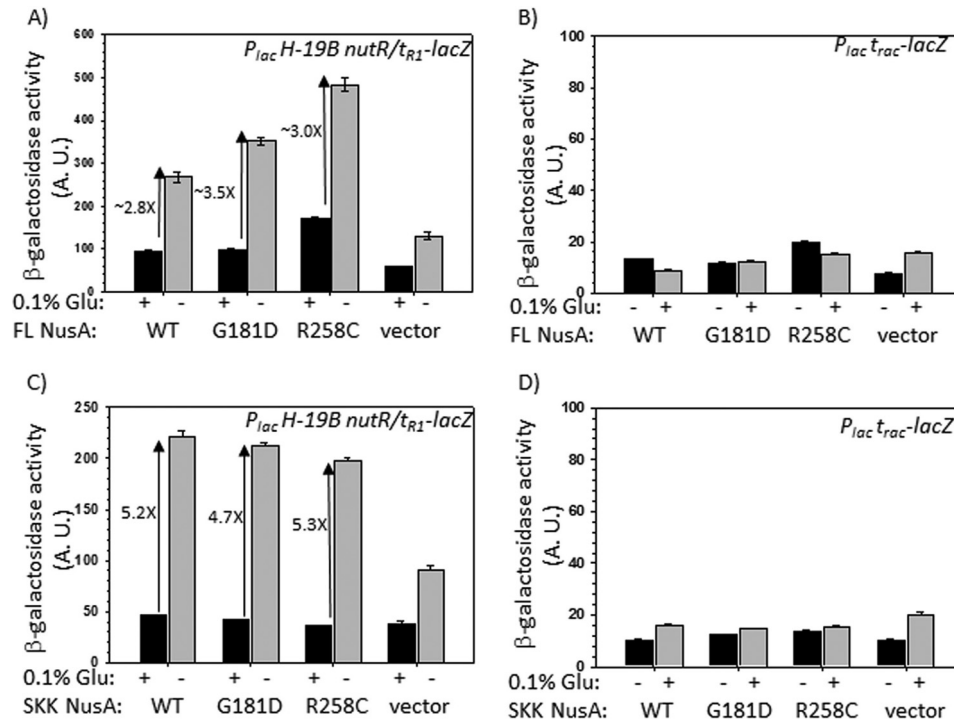 A)
P_lac H-19B nutR/t_R1-lacZ
β-galactosidase activity
(A. U.)
600
500
400
300
200
100
0
~2.8X
~3.5X
~3.0X
0.1% Glu: + - + - + - + -
FL NusA: WT G181D R258C vector
B)
P_lac t_rac-lacZ
β-galactosidase activity
(A. U.)
100
80
60
40
20
0
0.1% Glu: - + - + - + - +
FL NusA: WT G181D R258C vector
C)
P_lac H-19B nutR/t_R1-lacZ
β-galactosidase activity
(A. U.)
250
200
150
100
50
0
5.2X
4.7X
5.3X
0.1% Glu: + - + - + - + -
SKK NusA: WT G181D R258C vector
D)
P_lac t_rac-lacZ
β-galactosidase activity
(A. U.)
100
80
60
40
20
0
0.1% Glu: - + - + - + - +
SKK NusA: WT G181D R258C vector